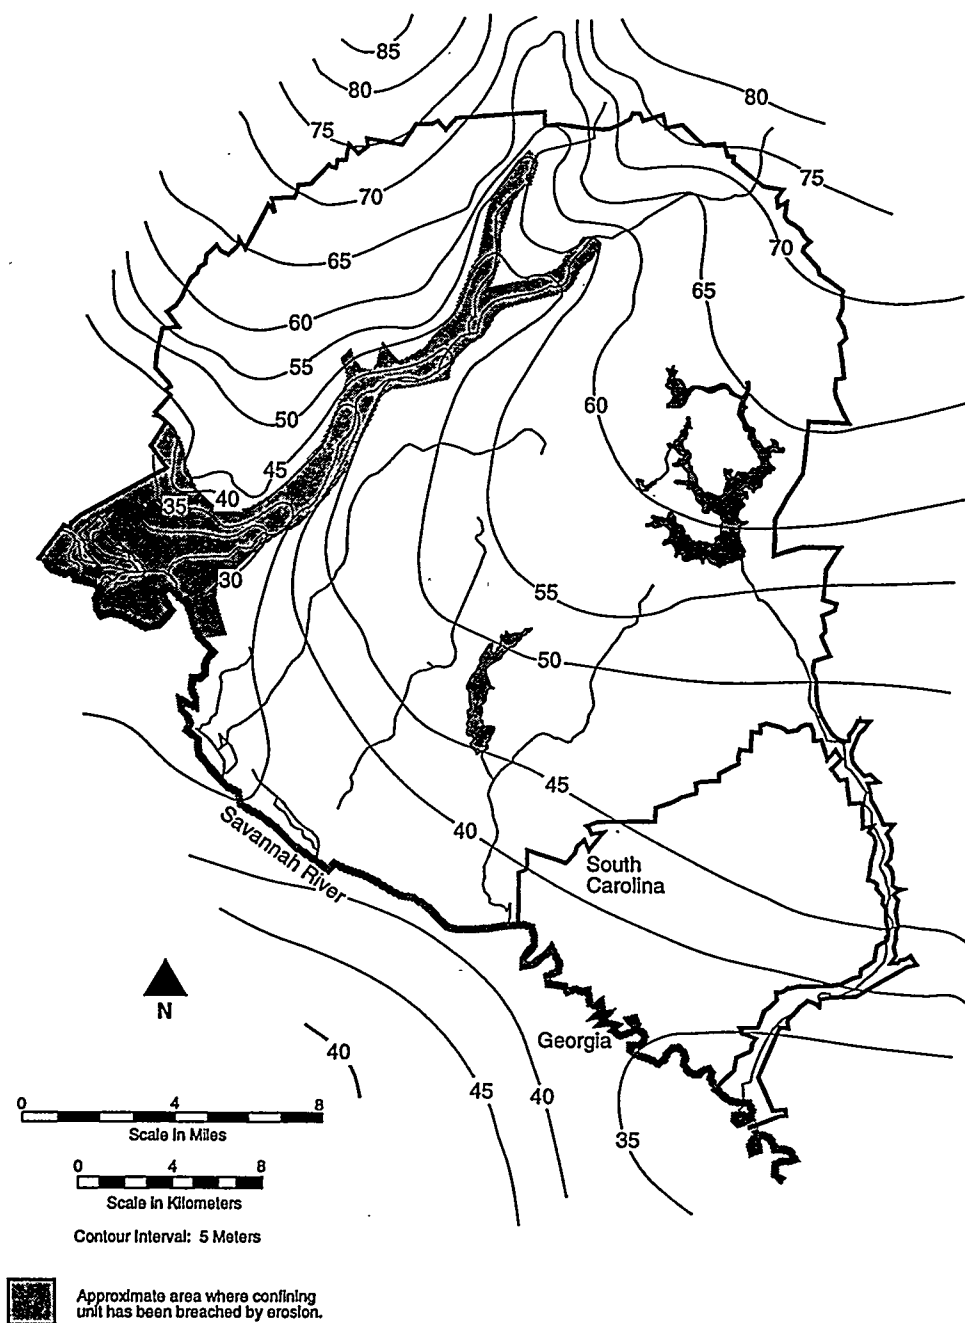 85
80
80
75
75
70
70
65
65
60
55
60
50
45
40
35
30
55
50
45
40
Savannah River
South
Carolina
N
Georgia
40
45
40
35
0 4 8
Scale in Miles
0 4 8
Scale in Kilometers
Contour Interval: 5 Meters
Approximate area where confining
unit has been breached by erosion.